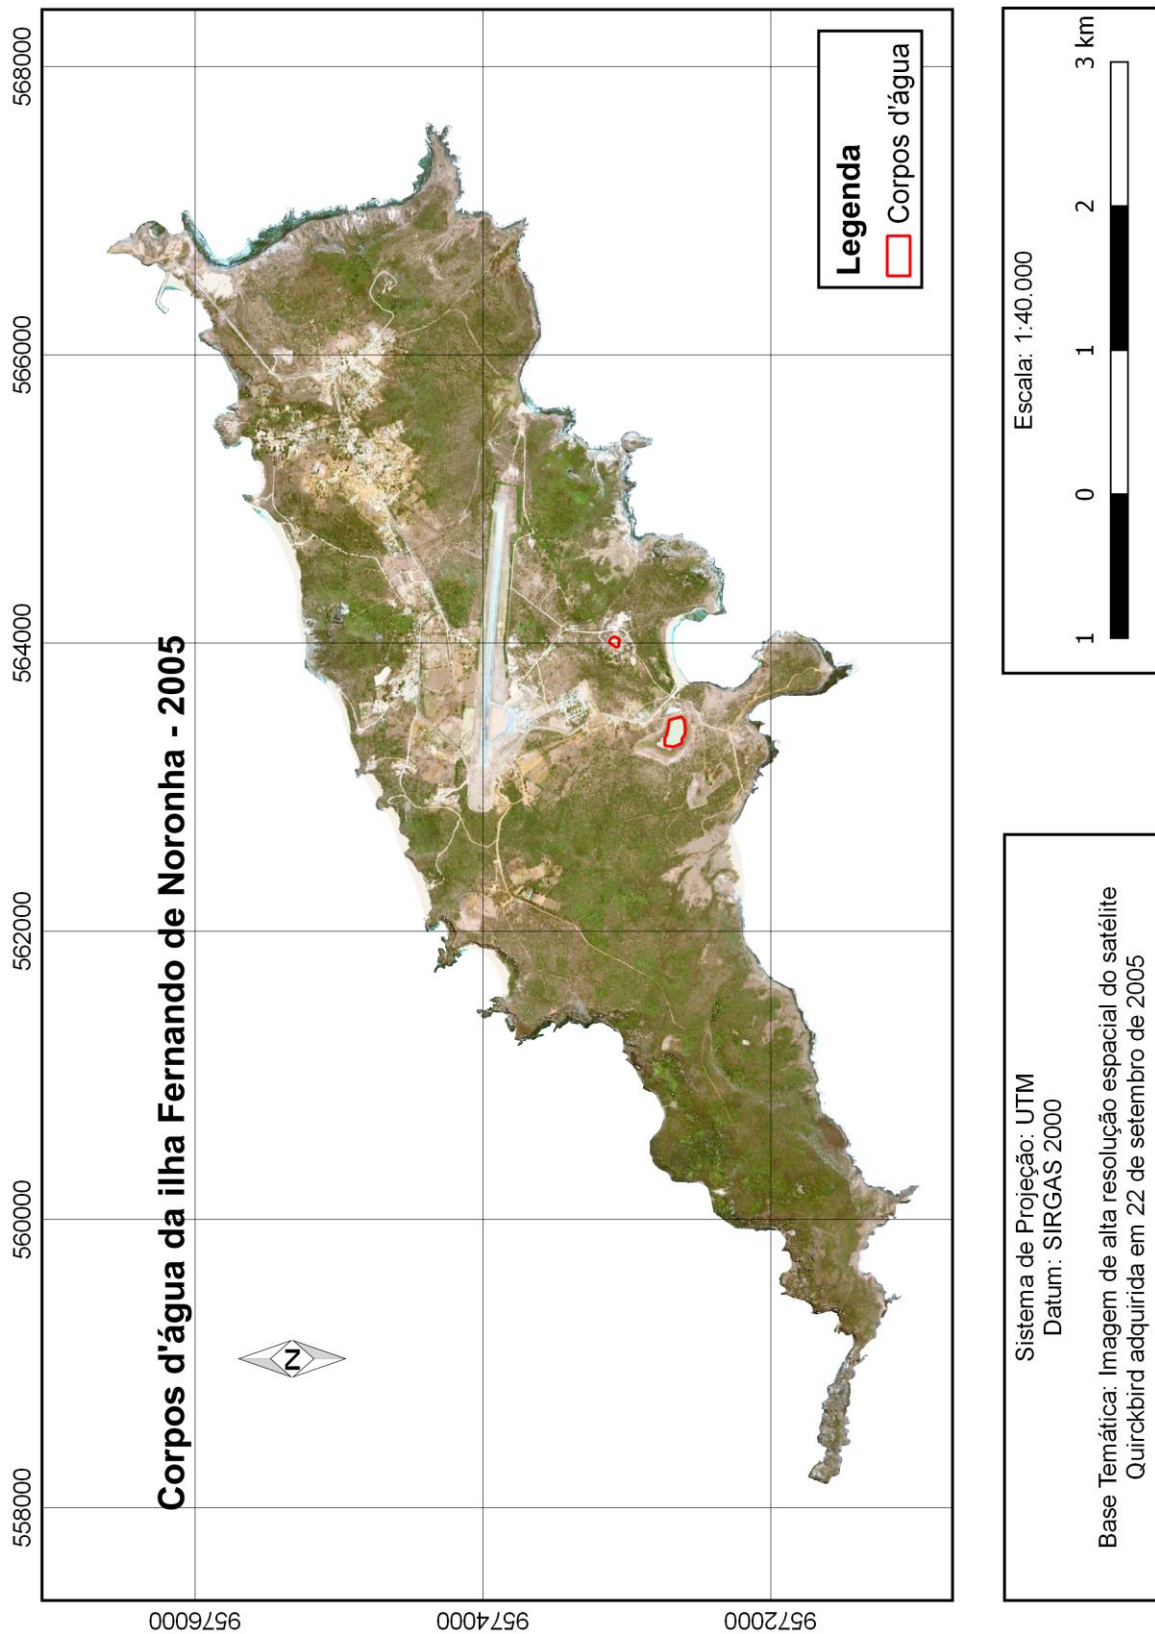 Corpos d'água da ilha Fernando de Noronha - 2005
558000
560000
562000
564000
566000
568000
9576000
9574000
9572000
N
Legenda
Corpos d'água
Sistema de Projeção: UTM
Datum: SIRGAS 2000
Base Temática: Imagem de alta resolução espacial do satélite
Quirckbird adquirida em 22 de setembro de 2005
Escala: 1:40.000
1 0 1 2 3 km